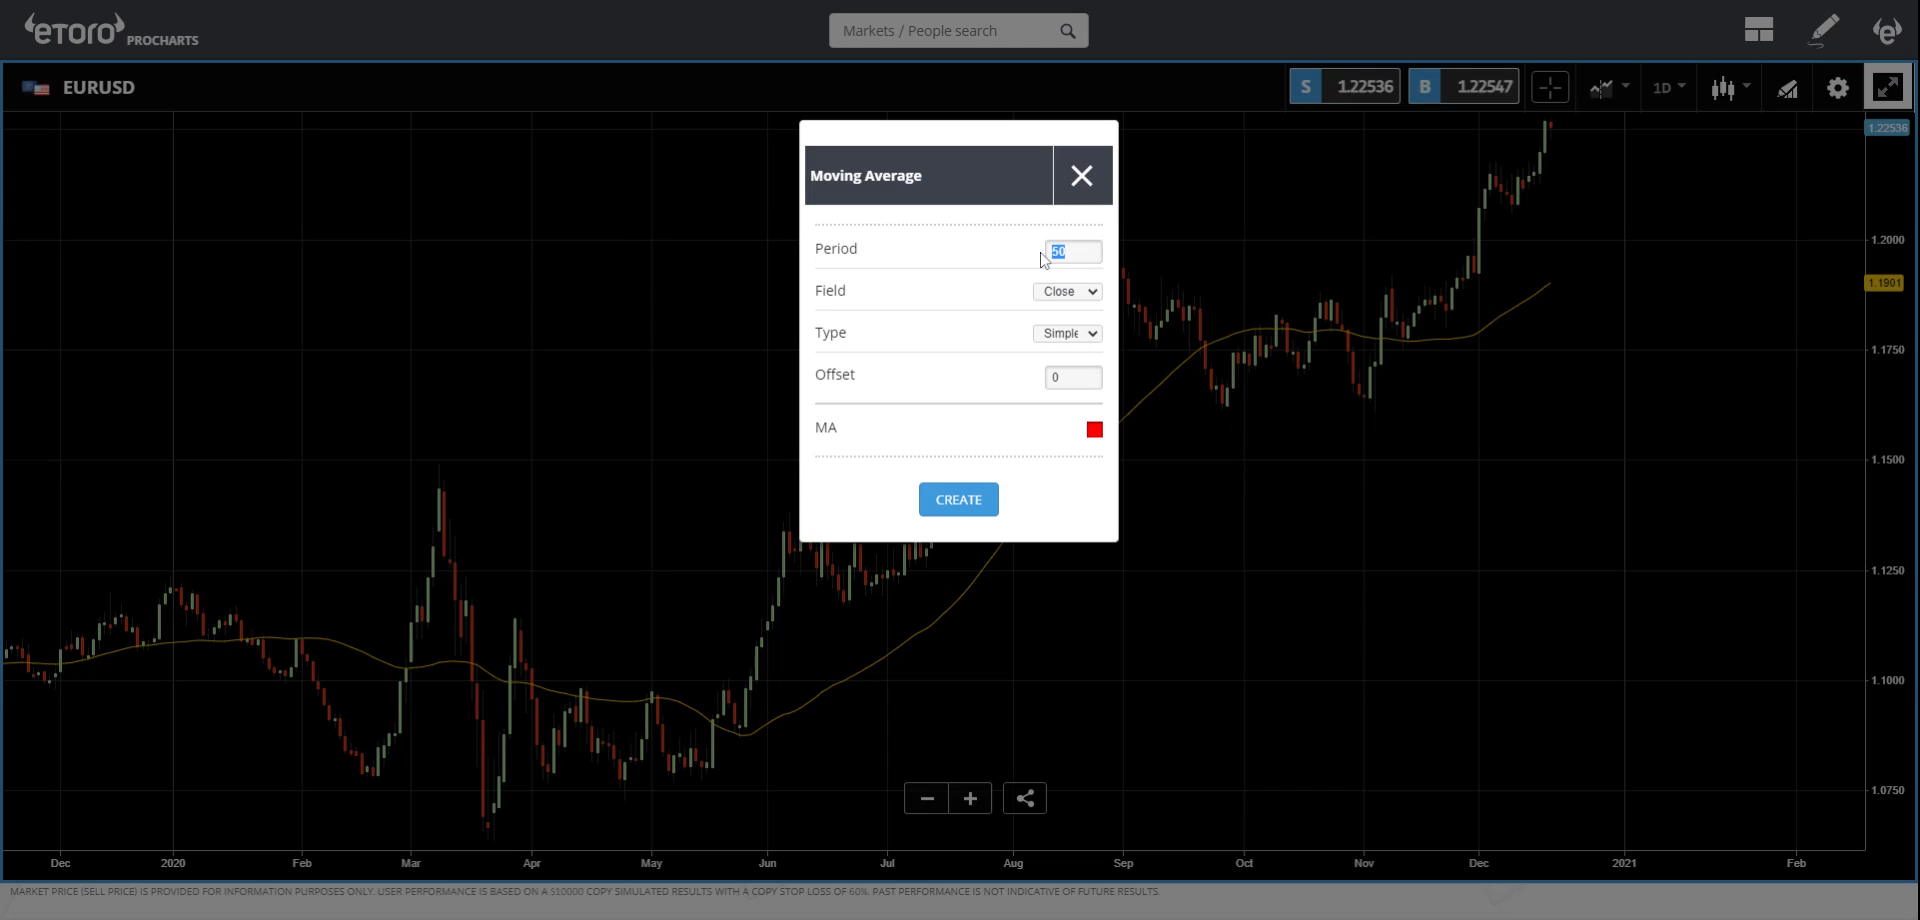 eTORO PROCHARTS
Markets / People search
EURUSD
S 1.22536 B 1.22547
1D
1.22536
Moving Average
Period 50
Field Close
Type Simple
Offset 0
MA
CREATE
1.2000
1.1901
1.1750
1.1500
1.1250
1.1000
1.0750
Dec 2020 Feb Mar Apr May Jun Jul Aug Sep Oct Nov Dec 2021 Feb
MARKET PRICE (SELL PRICE) IS PROVIDED FOR INFORMATION PURPOSES ONLY. USER PERFORMANCE IS BASED ON A $10000 COPY SIMULATED RESULTS WITH A COPY STOP LOSS OF 60%. PAST PERFORMANCE IS NOT INDICATIVE OF FUTURE RESULTS.